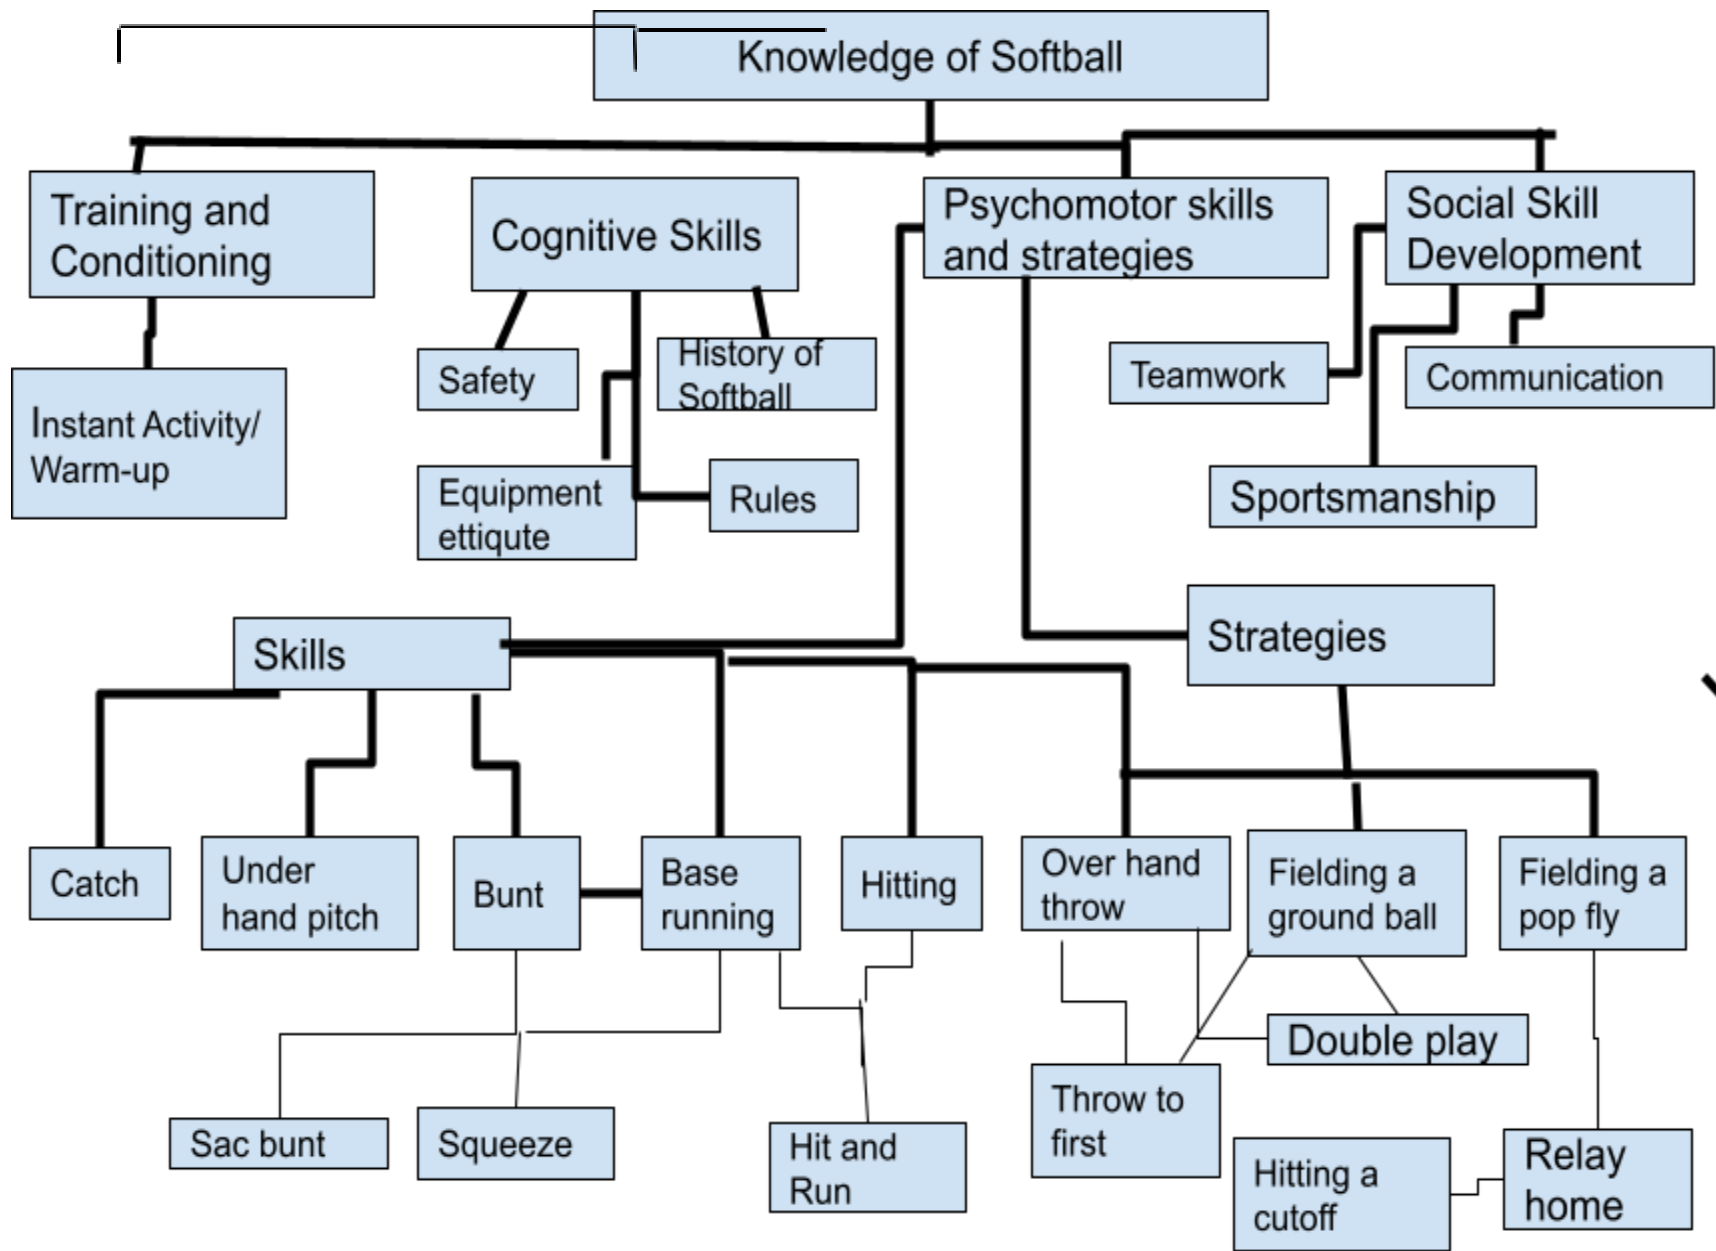 Knowledge of Softball
Training and
Conditioning
Cognitive Skills
Psychomotor skills
and strategies
Social Skill
Development
Instant Activity/
Warm-up
Safety
History of
Softball
Teamwork
Communication
Equipment
ettiqute
Rules
Sportsmanship
Skills
Strategies
Catch
Under
hand pitch
Bunt
Base
running
Hitting
Over hand
throw
Fielding a
ground ball
Fielding a
pop fly
Double play
Sac bunt
Squeeze
Hit and
Run
Throw to
first
Hitting a
cutoff
Relay
home